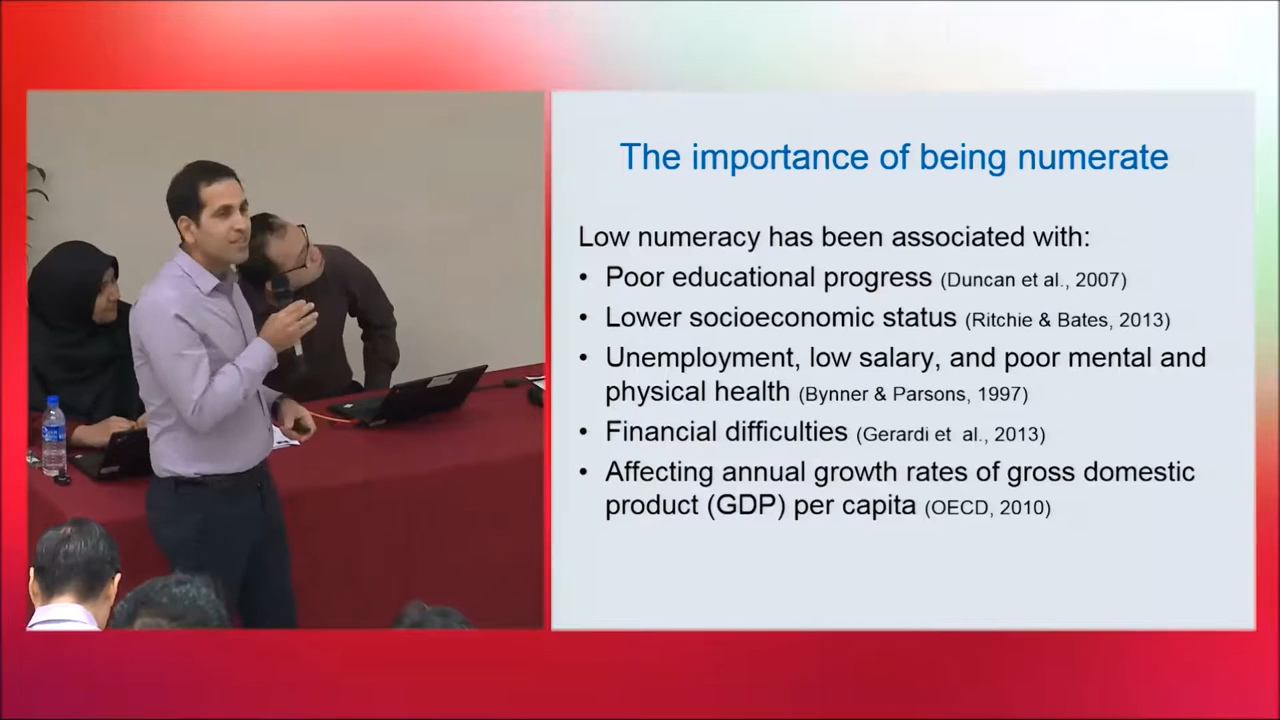 The importance of being numerate
Low numeracy has been associated with:
• Poor educational progress (Duncan et al., 2007)
• Lower socioeconomic status (Ritchie & Bates, 2013)
• Unemployment, low salary, and poor mental and
physical health (Bynner & Parsons, 1997)
• Financial difficulties (Gerardi et al., 2013)
• Affecting annual growth rates of gross domestic
product (GDP) per capita (OECD, 2010)